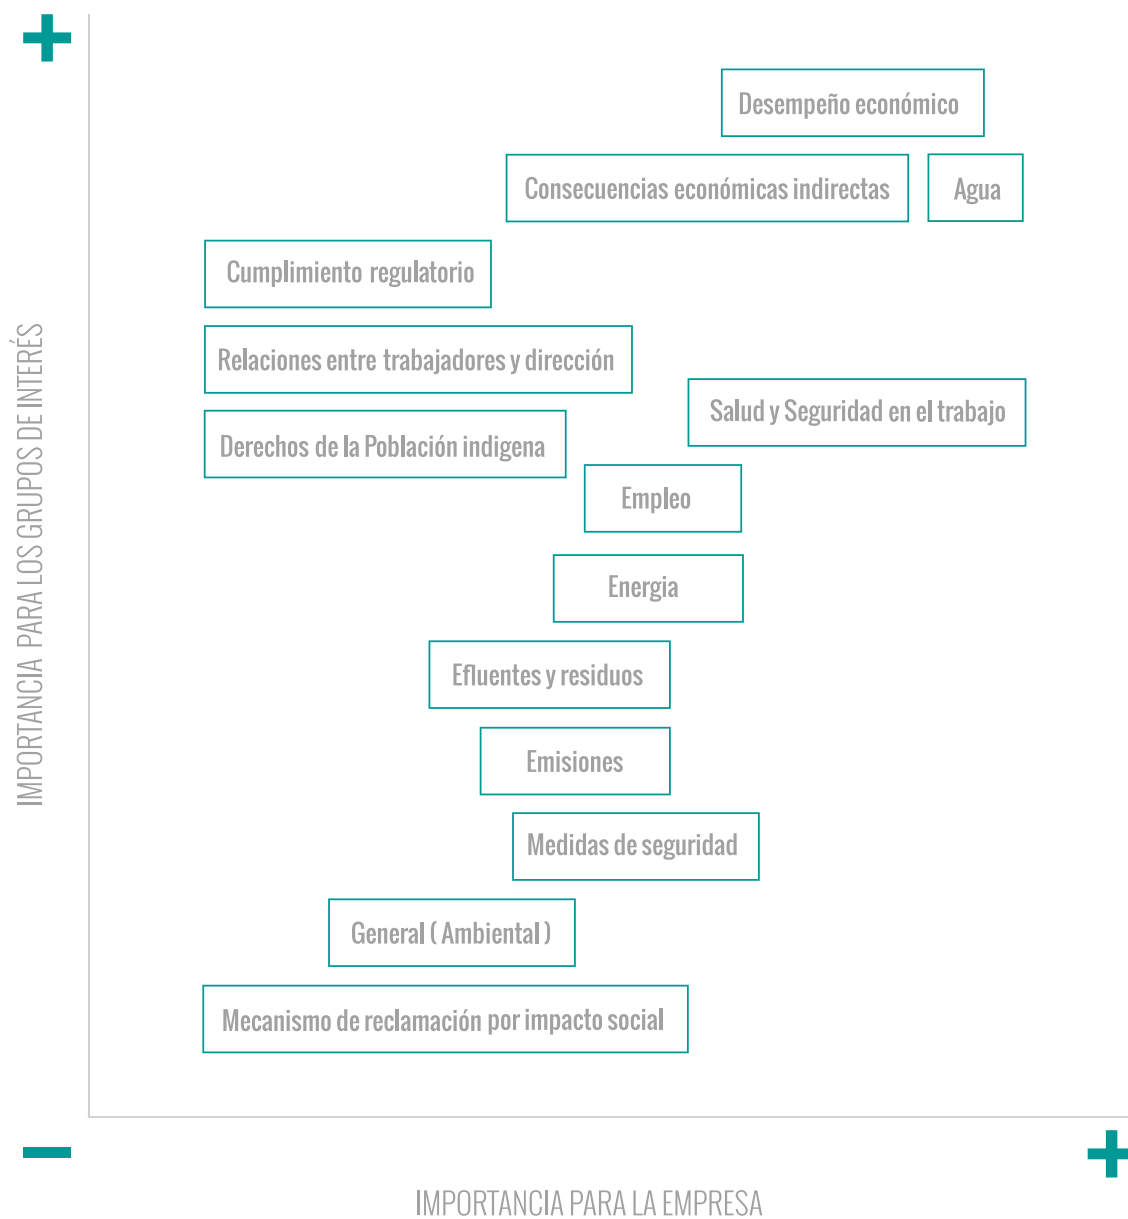 Desempeño económico
Consecuencias económicas indirectas
Agua
Cumplimiento regulatorio
Relaciones entre trabajadores y dirección
Salud y Seguridad en el trabajo
Derechos de la Población indigena
Empleo
Energia
Efluentes y residuos
Emisiones
Medidas de seguridad
General ( Ambiental )
Mecanismo de reclamación por impacto social
IMPORTANCIA PARA LOS GRUPOS DE INTERÉS
IMPORTANCIA PARA LA EMPRESA